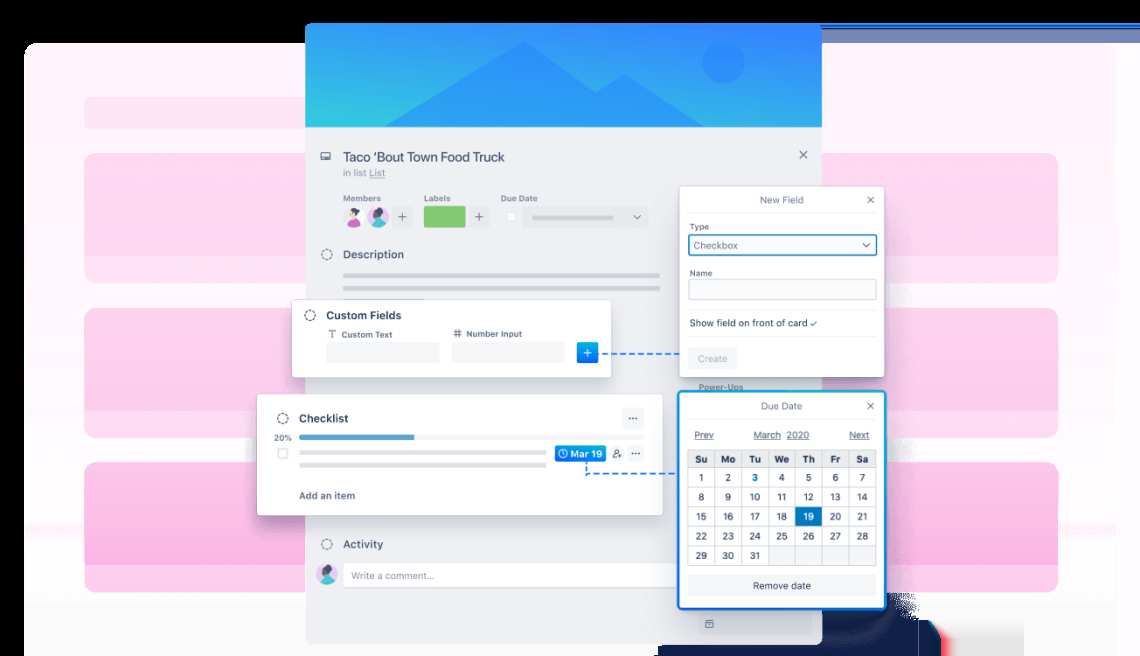 Taco ‘Bout Town Food Truck
in list List
Members Labels Due Date
Description
Custom Fields
Custom Text Number Input
+
New Field
Type
Checkbox
Name
Show field on front of card ✓
Create
Power-Ups
Checklist
20%
Mar 19
Add an item
Due Date
Prev March 2020 Next
Su Mo Tu We Th Fr Sa
1 2 3 4 5 6 7
8 9 10 11 12 13 14
15 16 17 18 19 20 21
22 23 24 25 26 27 28
29 30 31
Remove date
Activity
Write a comment...